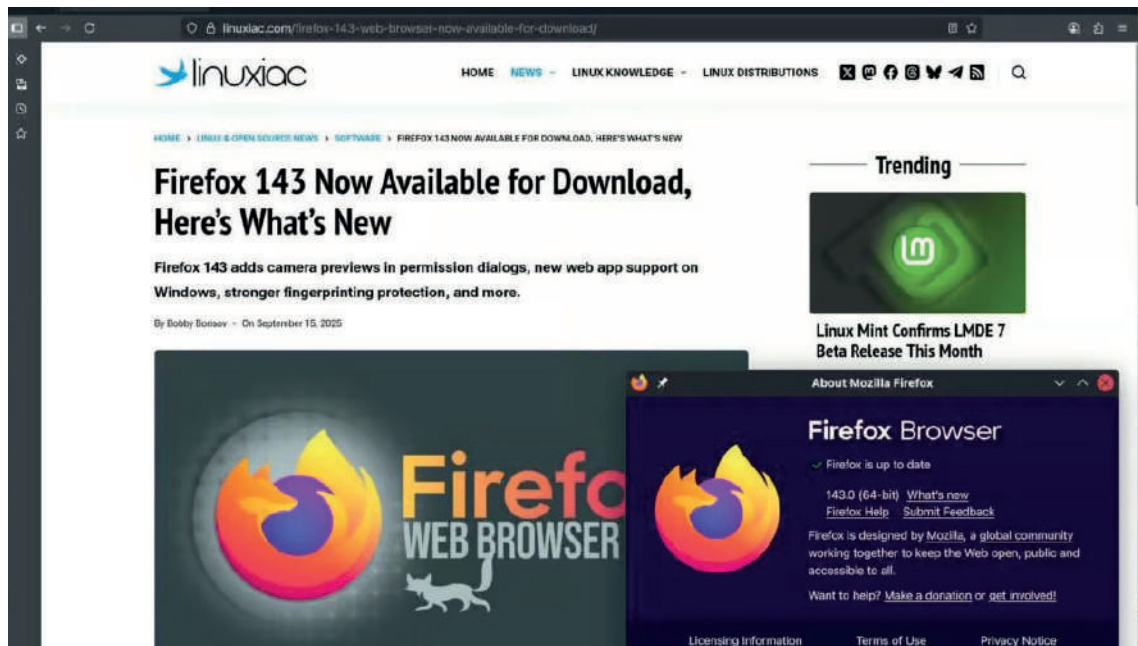 linuxiac.com/firefox-143-web-browser-now-available-for-download/
linuxiac
HOME NEWS LINUX KNOWLEDGE LINUX DISTRIBUTIONS
HOME › LINUX & OPEN SOURCE NEWS › SOFTWARE › FIREFOX 143 NOW AVAILABLE FOR DOWNLOAD, HERE'S WHAT'S NEW
Firefox 143 Now Available for Download,
Here's What's New
Firefox 143 adds camera previews in permission dialogs, new web app support on
Windows, stronger fingerprinting protection, and more.
By Bobby Borisov - On September 15, 2025
Firefo
WEB BROWSER
Trending
Linux Mint Confirms LMDE 7
Beta Release This Month
About Mozilla Firefox
Firefox Browser
Firefox is up to date
143.0 (64-bit) What's new
Firefox Help Submit Feedback
Firefox is designed by Mozilla, a global community
working together to keep the Web open, public and
accessible to all.
Want to help? Make a donation or get involved!
Licensing Information Terms of Use Privacy Notice